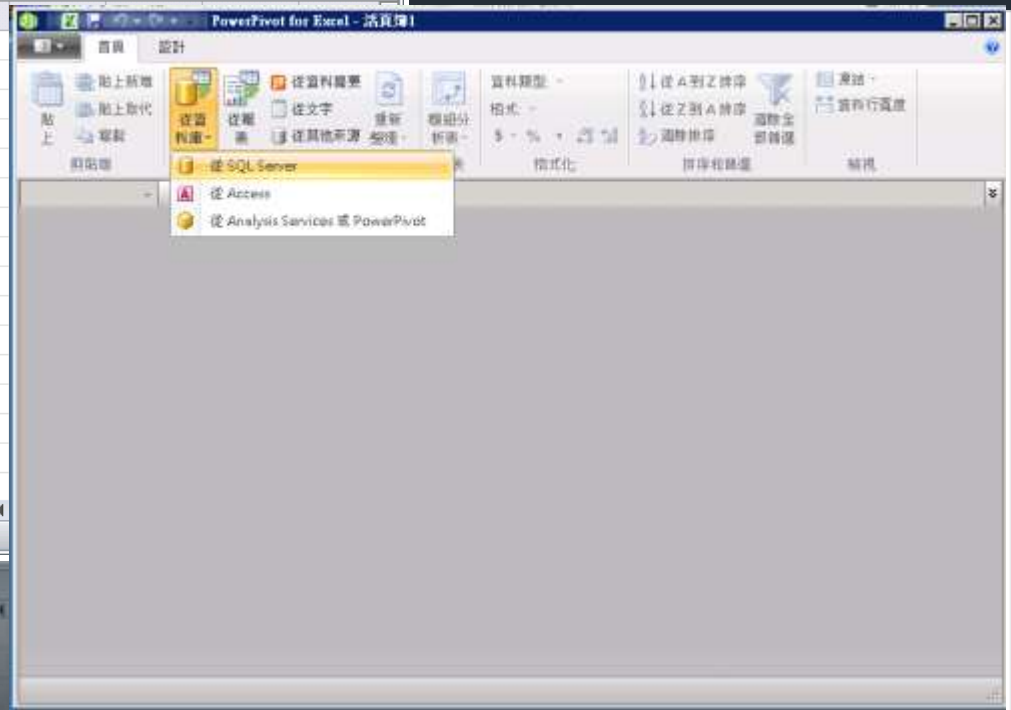 PowerPivot for Excel - 活頁簿1
首頁 設計
貼上
貼上新增
貼上取代
複製
從資料庫
從報表
從資料摘要
從文字
從其他來源
重新整理
樞紐分析表
資料類型
格式
$ %
從 A 到 Z 排序
從 Z 到 A 排序
清除排序
清除全部篩選
凍結
資料行寬度
剪貼簿
格式化
排序和篩選
檢視
從 SQL Server
從 Access
從 Analysis Services 或 PowerPivot